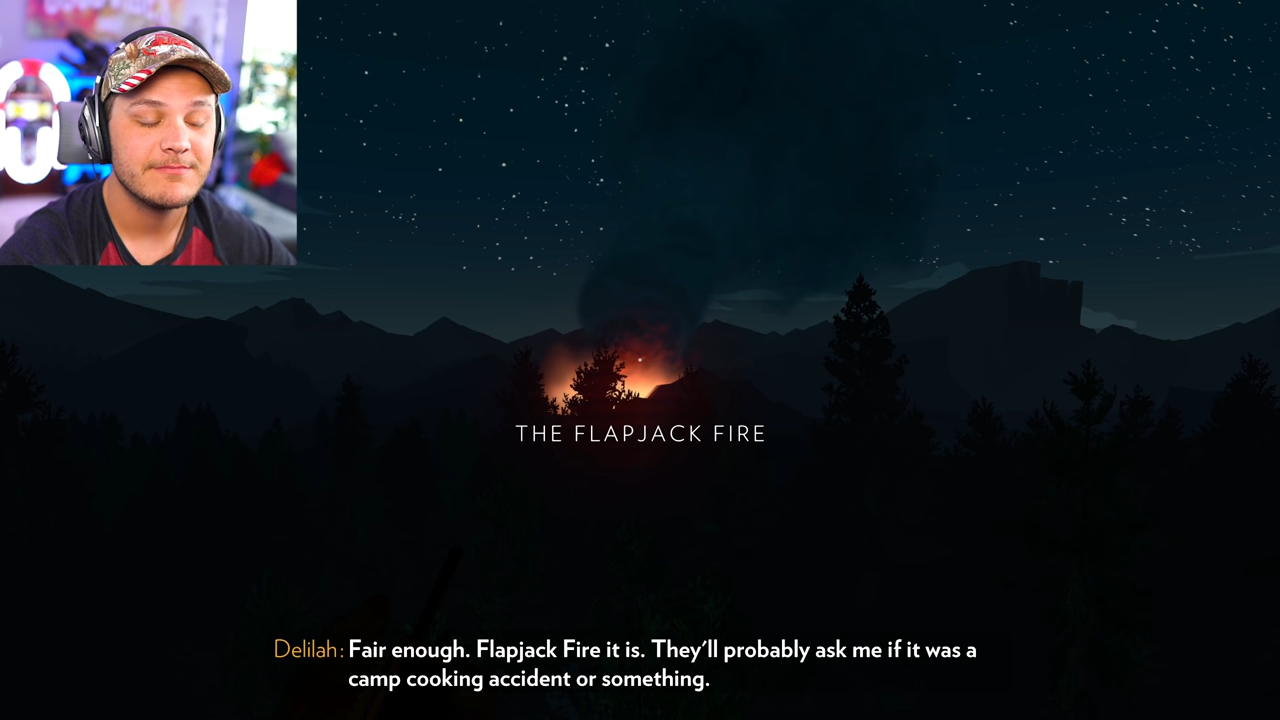 THE FLAPJACK FIRE
Delilah: Fair enough. Flapjack Fire it is. They'll probably ask me if it was a
camp cooking accident or something.